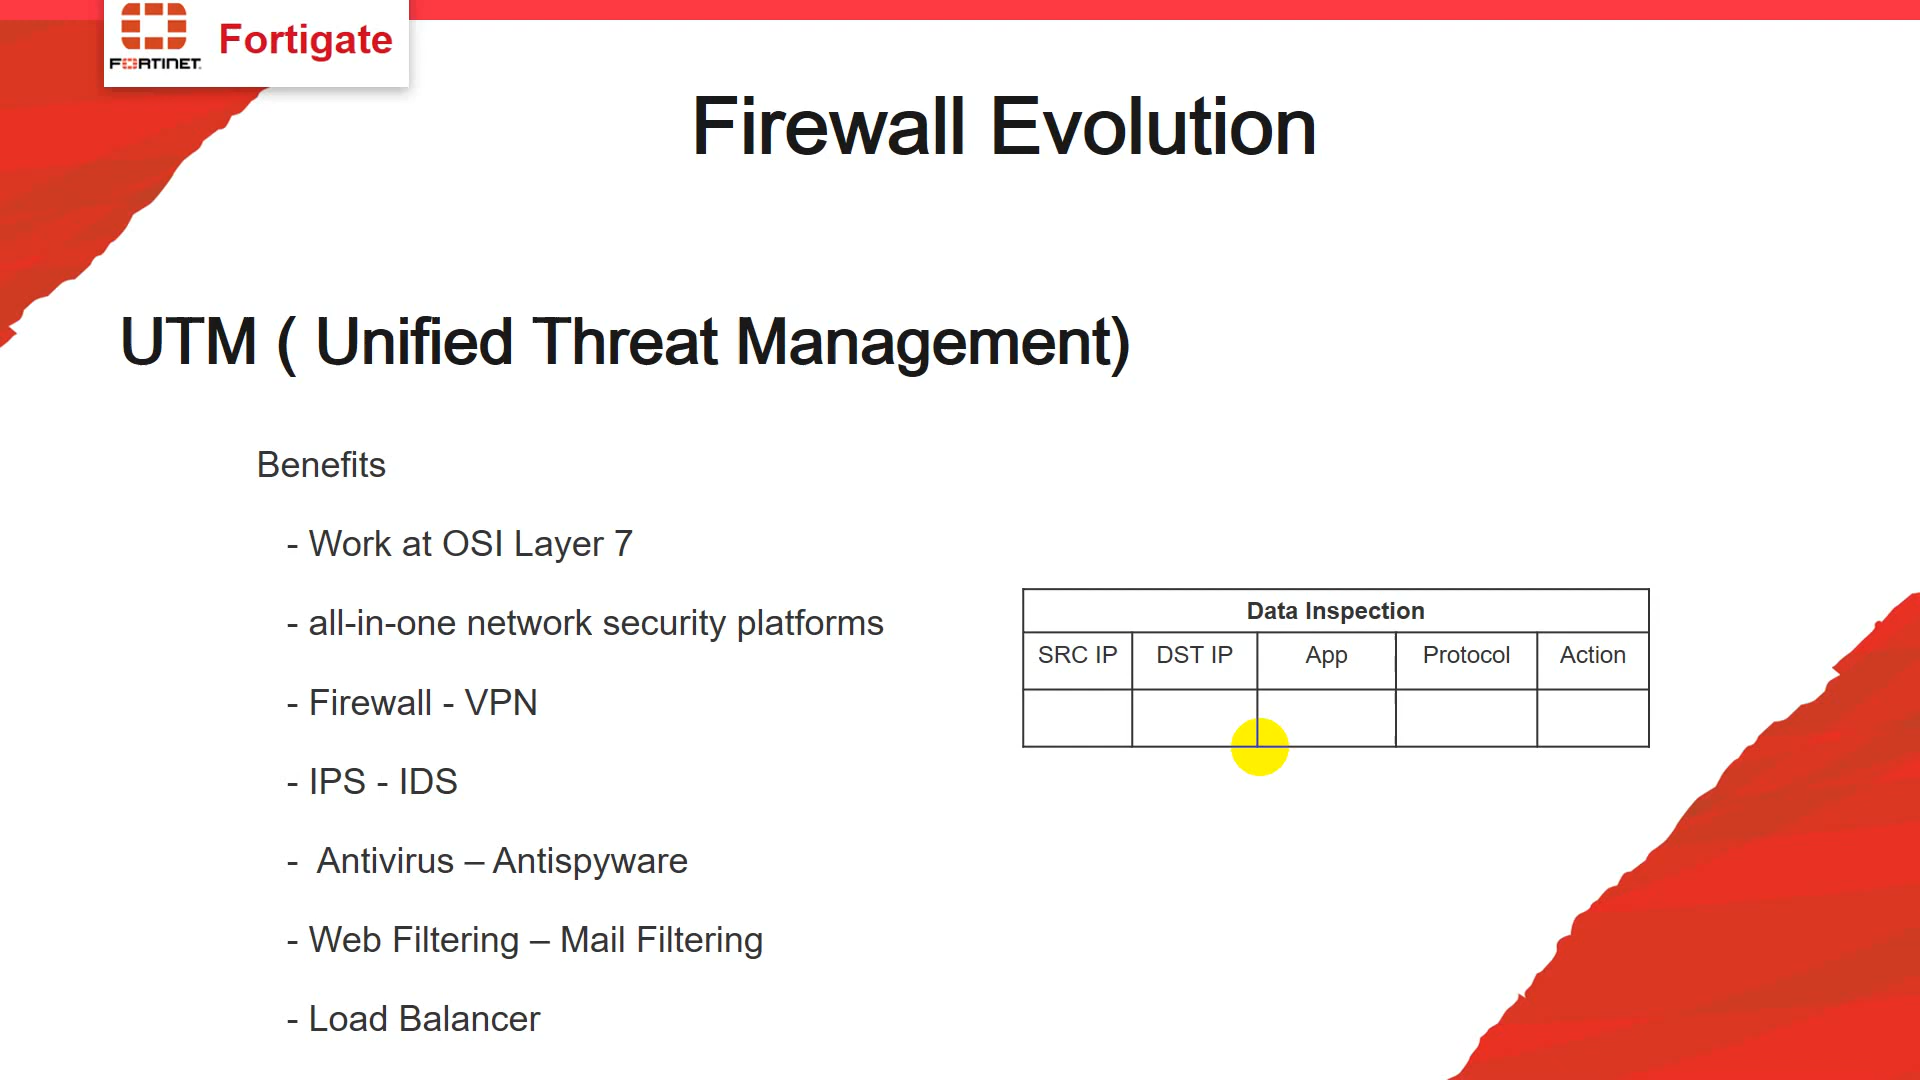 FORTINET
Fortigate
Firewall Evolution
UTM ( Unified Threat Management)
Benefits
- Work at OSI Layer 7
- all-in-one network security platforms
- Firewall - VPN
- IPS - IDS
- Antivirus – Antispyware
- Web Filtering – Mail Filtering
- Load Balancer
Data Inspection
SRC IP DST IP App Protocol Action